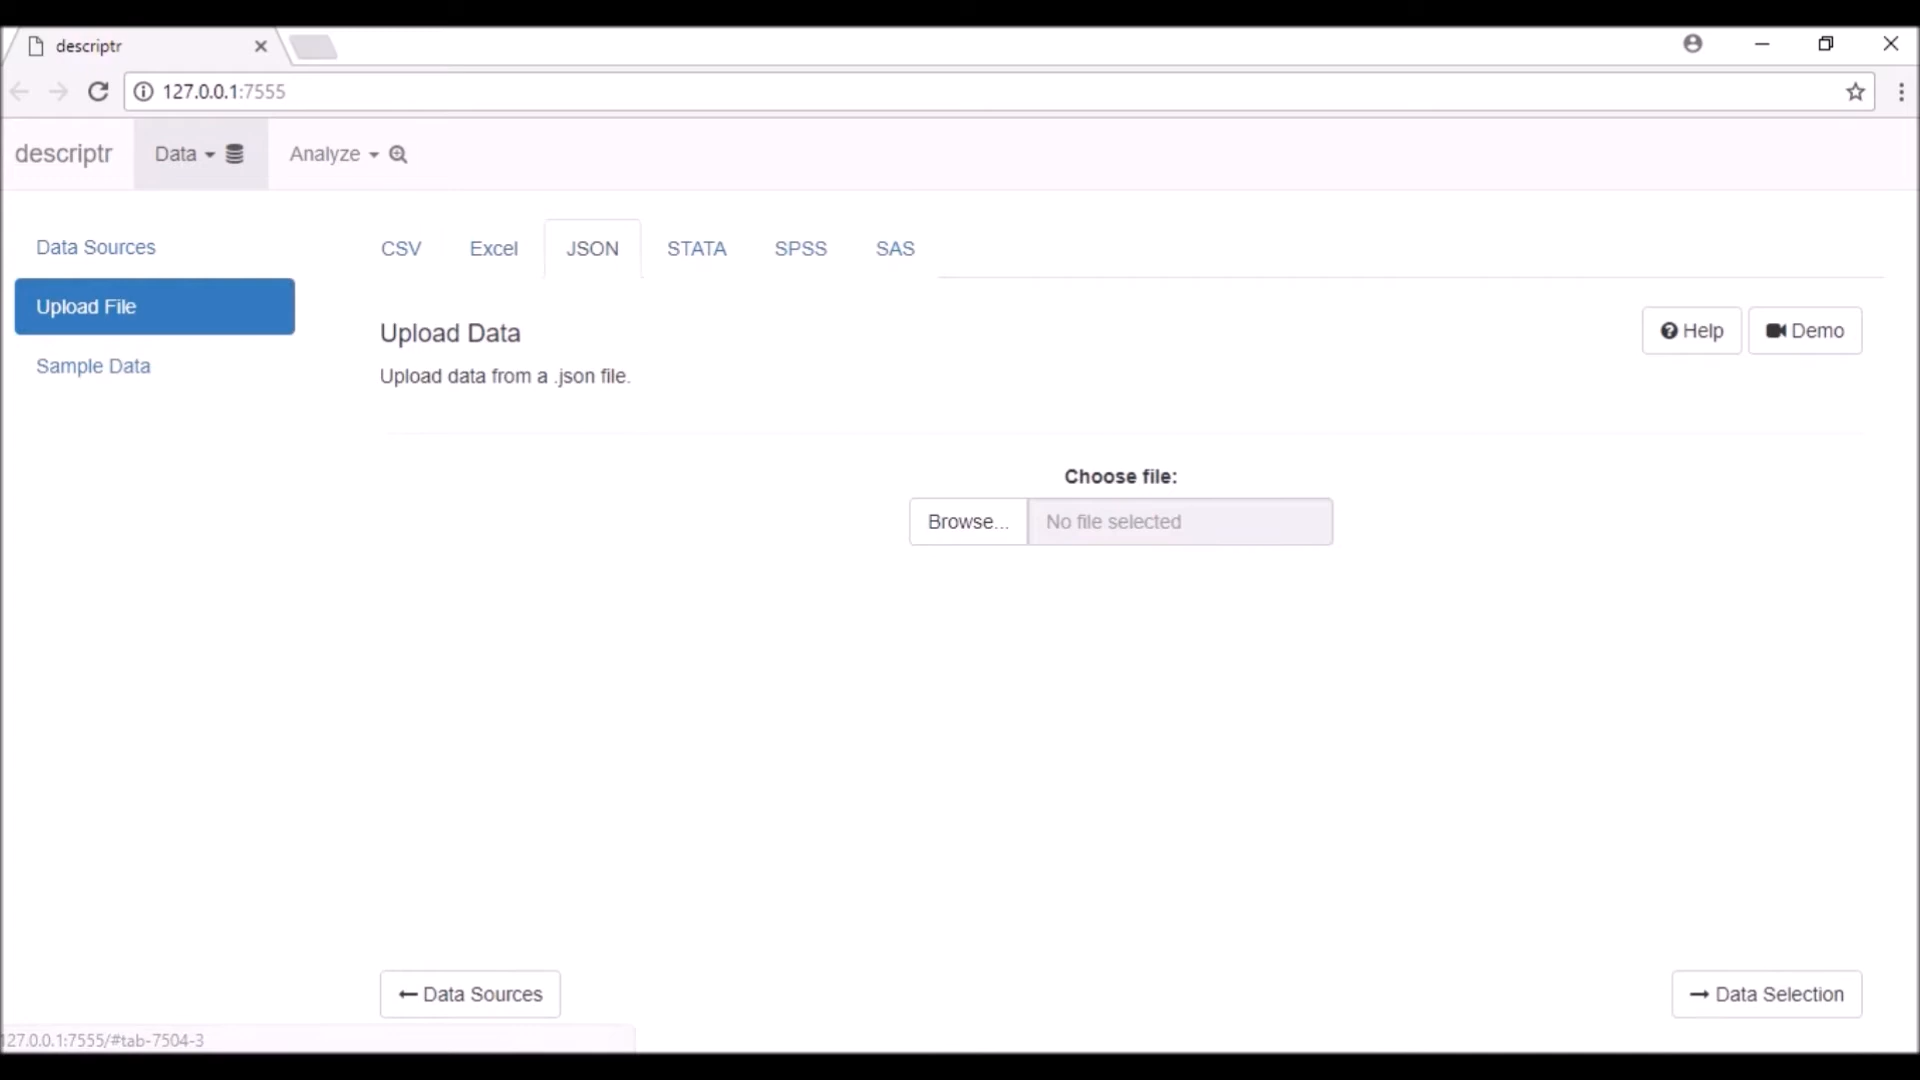 descriptr
127.0.0.1:7555
descriptr Data Analyze
Data Sources
Upload File
Sample Data
CSV Excel JSON STATA SPSS SAS
Upload Data
Help Demo
Upload data from a .json file.
Choose file:
Browse... No file selected
Data Sources
Data Selection
127.0.0.1:7555/#tab-7504-3